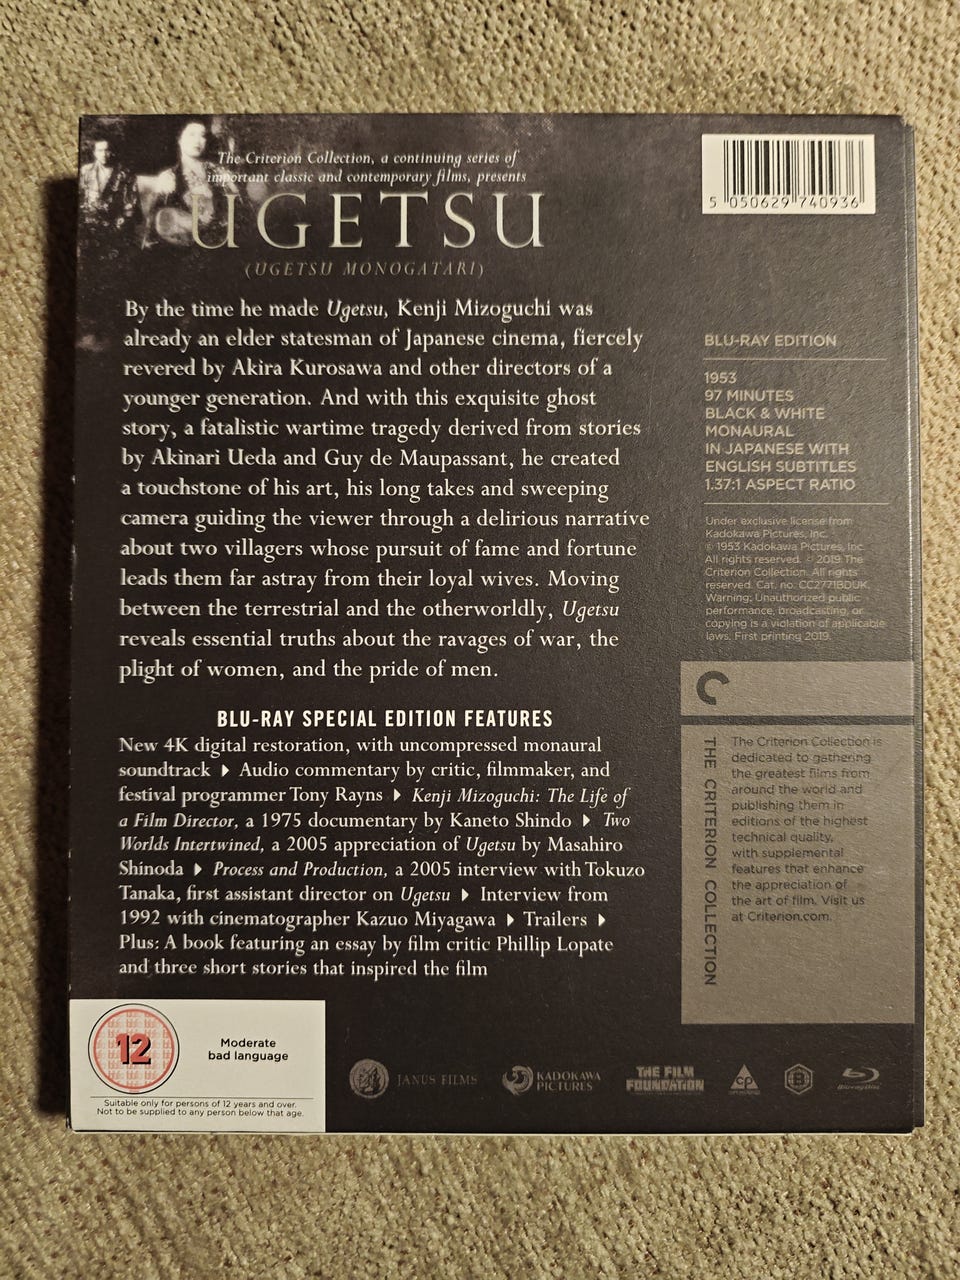 The Criterion Collection, a continuing series of
important classic and contemporary films, presents
UGETSU
(UGETSU MONOGATARI)
By the time he made Ugetsu, Kenji Mizoguchi was
already an elder statesman of Japanese cinema, fiercely
revered by Akira Kurosawa and other directors of a
younger generation. And with this exquisite ghost
story, a fatalistic wartime tragedy derived from stories
by Akinari Ueda and Guy de Maupassant, he created
a touchstone of his art, his long takes and sweeping
camera guiding the viewer through a delirious narrative
about two villagers whose pursuit of fame and fortune
leads them far astray from their loyal wives. Moving
between the terrestrial and the otherworldly, Ugetsu
reveals essential truths about the ravages of war, the
plight of women, and the pride of men.
BLU-RAY SPECIAL EDITION FEATURES
New 4K digital restoration, with uncompressed monaural
soundtrack ▶ Audio commentary by critic, filmmaker, and
festival programmer Tony Rayns ▶ Kenji Mizoguchi: The Life of
a Film Director, a 1975 documentary by Kaneto Shindo ▶ Two
Worlds Intertwined, a 2005 appreciation of Ugetsu by Masahiro
Shinoda ▶ Process and Production, a 2005 interview with Tokuzo
Tanaka, first assistant director on Ugetsu ▶ Interview from
1992 with cinematographer Kazuo Miyagawa ▶ Trailers ▶
Plus: A book featuring an essay by film critic Phillip Lopate
and three short stories that inspired the film
5 050629 740936
BLU-RAY EDITION
1953
97 MINUTES
BLACK & WHITE
MONAURAL
IN JAPANESE WITH
ENGLISH SUBTITLES
1.37:1 ASPECT RATIO
Under exclusive license from
Kadokawa Pictures, Inc.
© 1953 Kadokawa Pictures, Inc.
All rights reserved. © 2019 The
Criterion Collection. All rights
reserved. Cat. no. CC2771BDUK.
Warning: Unauthorized public
performance, broadcasting, or
copying is a violation of applicable
laws. First printing 2019.
THE CRITERION COLLECTION
The Criterion Collection is
dedicated to gathering
the greatest films from
around the world and
publishing them in
editions of the highest
technical quality,
with supplemental
features that enhance
the appreciation of
the art of film. Visit us
at Criterion.com.
12
Moderate
bad language
Suitable only for persons of 12 years and over.
Not to be supplied to any person below that age.
JANUS FILMS
KADOKAWA
PICTURES
THE FILM
FOUNDATION
CP
B
Blu-ray Disc